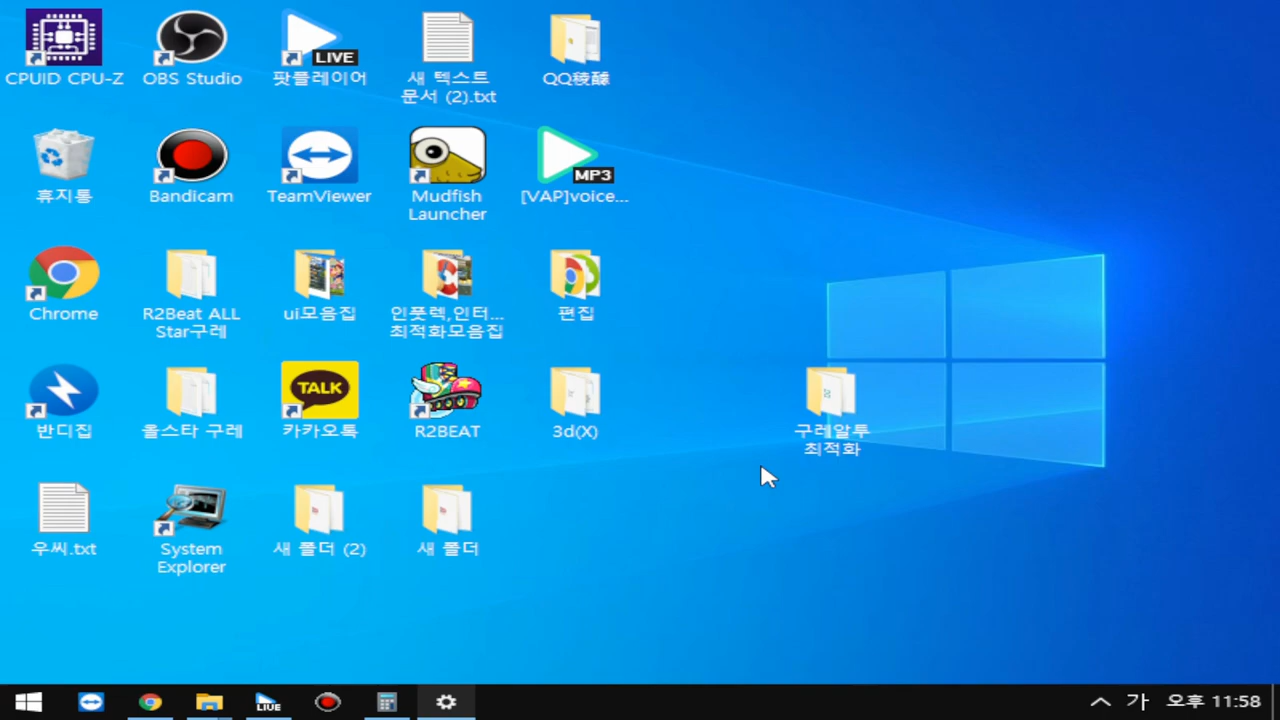 LIVE
CPUID CPU-Z
OBS Studio
팟플레이어
새 텍스트
문서 (2).txt
QQ稜醵
MP3
휴지통
Bandicam
TeamViewer
Mudfish
Launcher
[VAP]voice...
Chrome
R2Beat ALL
Star구레
ui모음집
인풋렉,인터...
최적화모음집
편집
TALK
반디집
올스타 구레
카카오톡
R2BEAT
3d(X)
구레알투
최적화
우씨.txt
System
Explorer
새 폴더 (2)
새 폴더
LIVE
가
오후 11:58